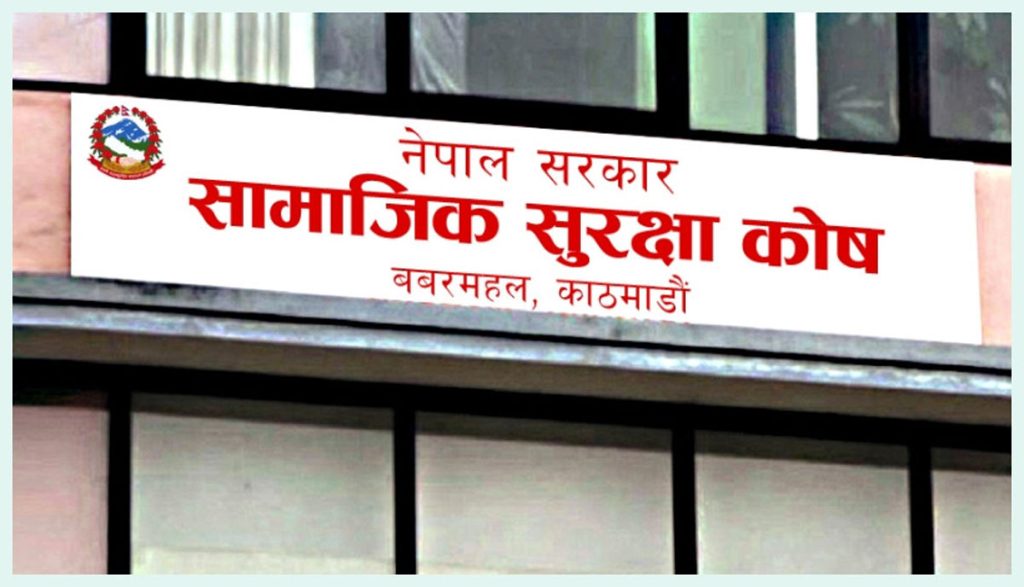 नेपाल सरकार
सामाजिक सुरक्षा कोष
बबरमहल, काठमाडौं